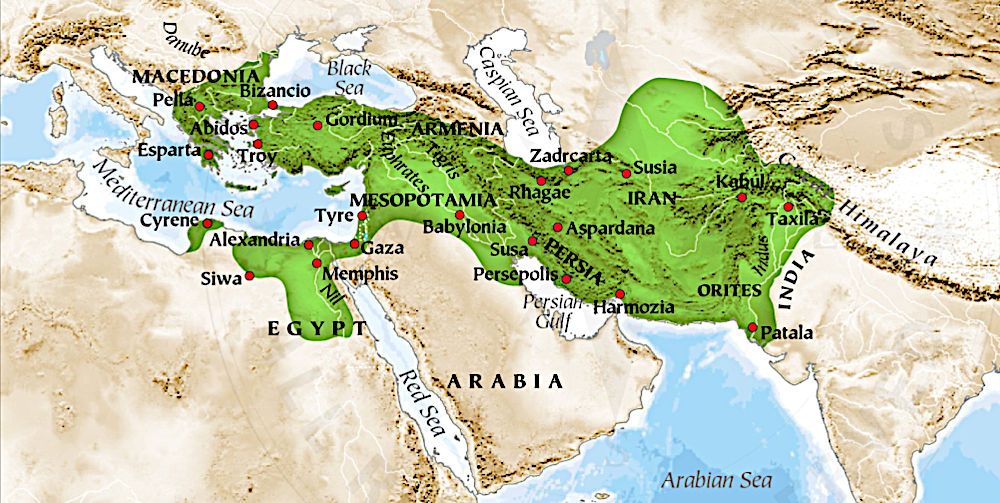 Danube
Black
Sea
Caspian Sea
MACEDONIA
Bizancio
Pella
Abidos
Gordium
ARMENIA
Esparta
Troy
Euphrates
Tigris
Zadrcarta
Susia
Rhagae
IRAN
Kabul
Taxila
Himalaya
Mediterranean Sea
Cyrene
Tyre
MESOPOTAMIA
Babylonia
Aspardana
Alexandria
Gaza
Susa
PERSIA
Indus
INDIA
Siwa
Memphis
Nil
Persepolis
ORITES
Persian
Gulf
Harmozia
EGYPT
Patala
Red Sea
ARABIA
Arabian Sea